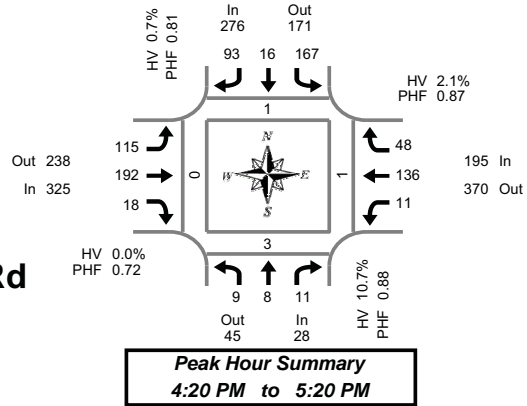 HV 0.7%
PHF 0.81
In
276
Out
171
93 16 167
HV 2.1%
PHF 0.87
1
Out 238
In 325
115
192
18
0
N
W E
S
1
48
136
11
195 In
370 Out
HV 0.0%
PHF 0.72
3
Rd
9 8 11
Out
45
In
28
HV 10.7%
PHF 0.88
Peak Hour Summary
4:20 PM to 5:20 PM